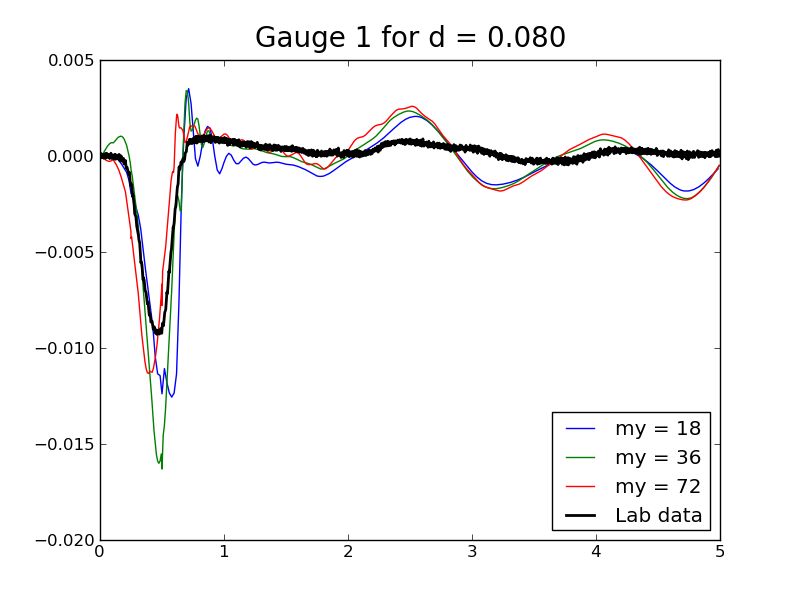 Gauge 1 for d = 0.080
0.005
0.000
−0.005
−0.010
−0.015
−0.020
0 1 2 3 4 5
my = 18
my = 36
my = 72
Lab data